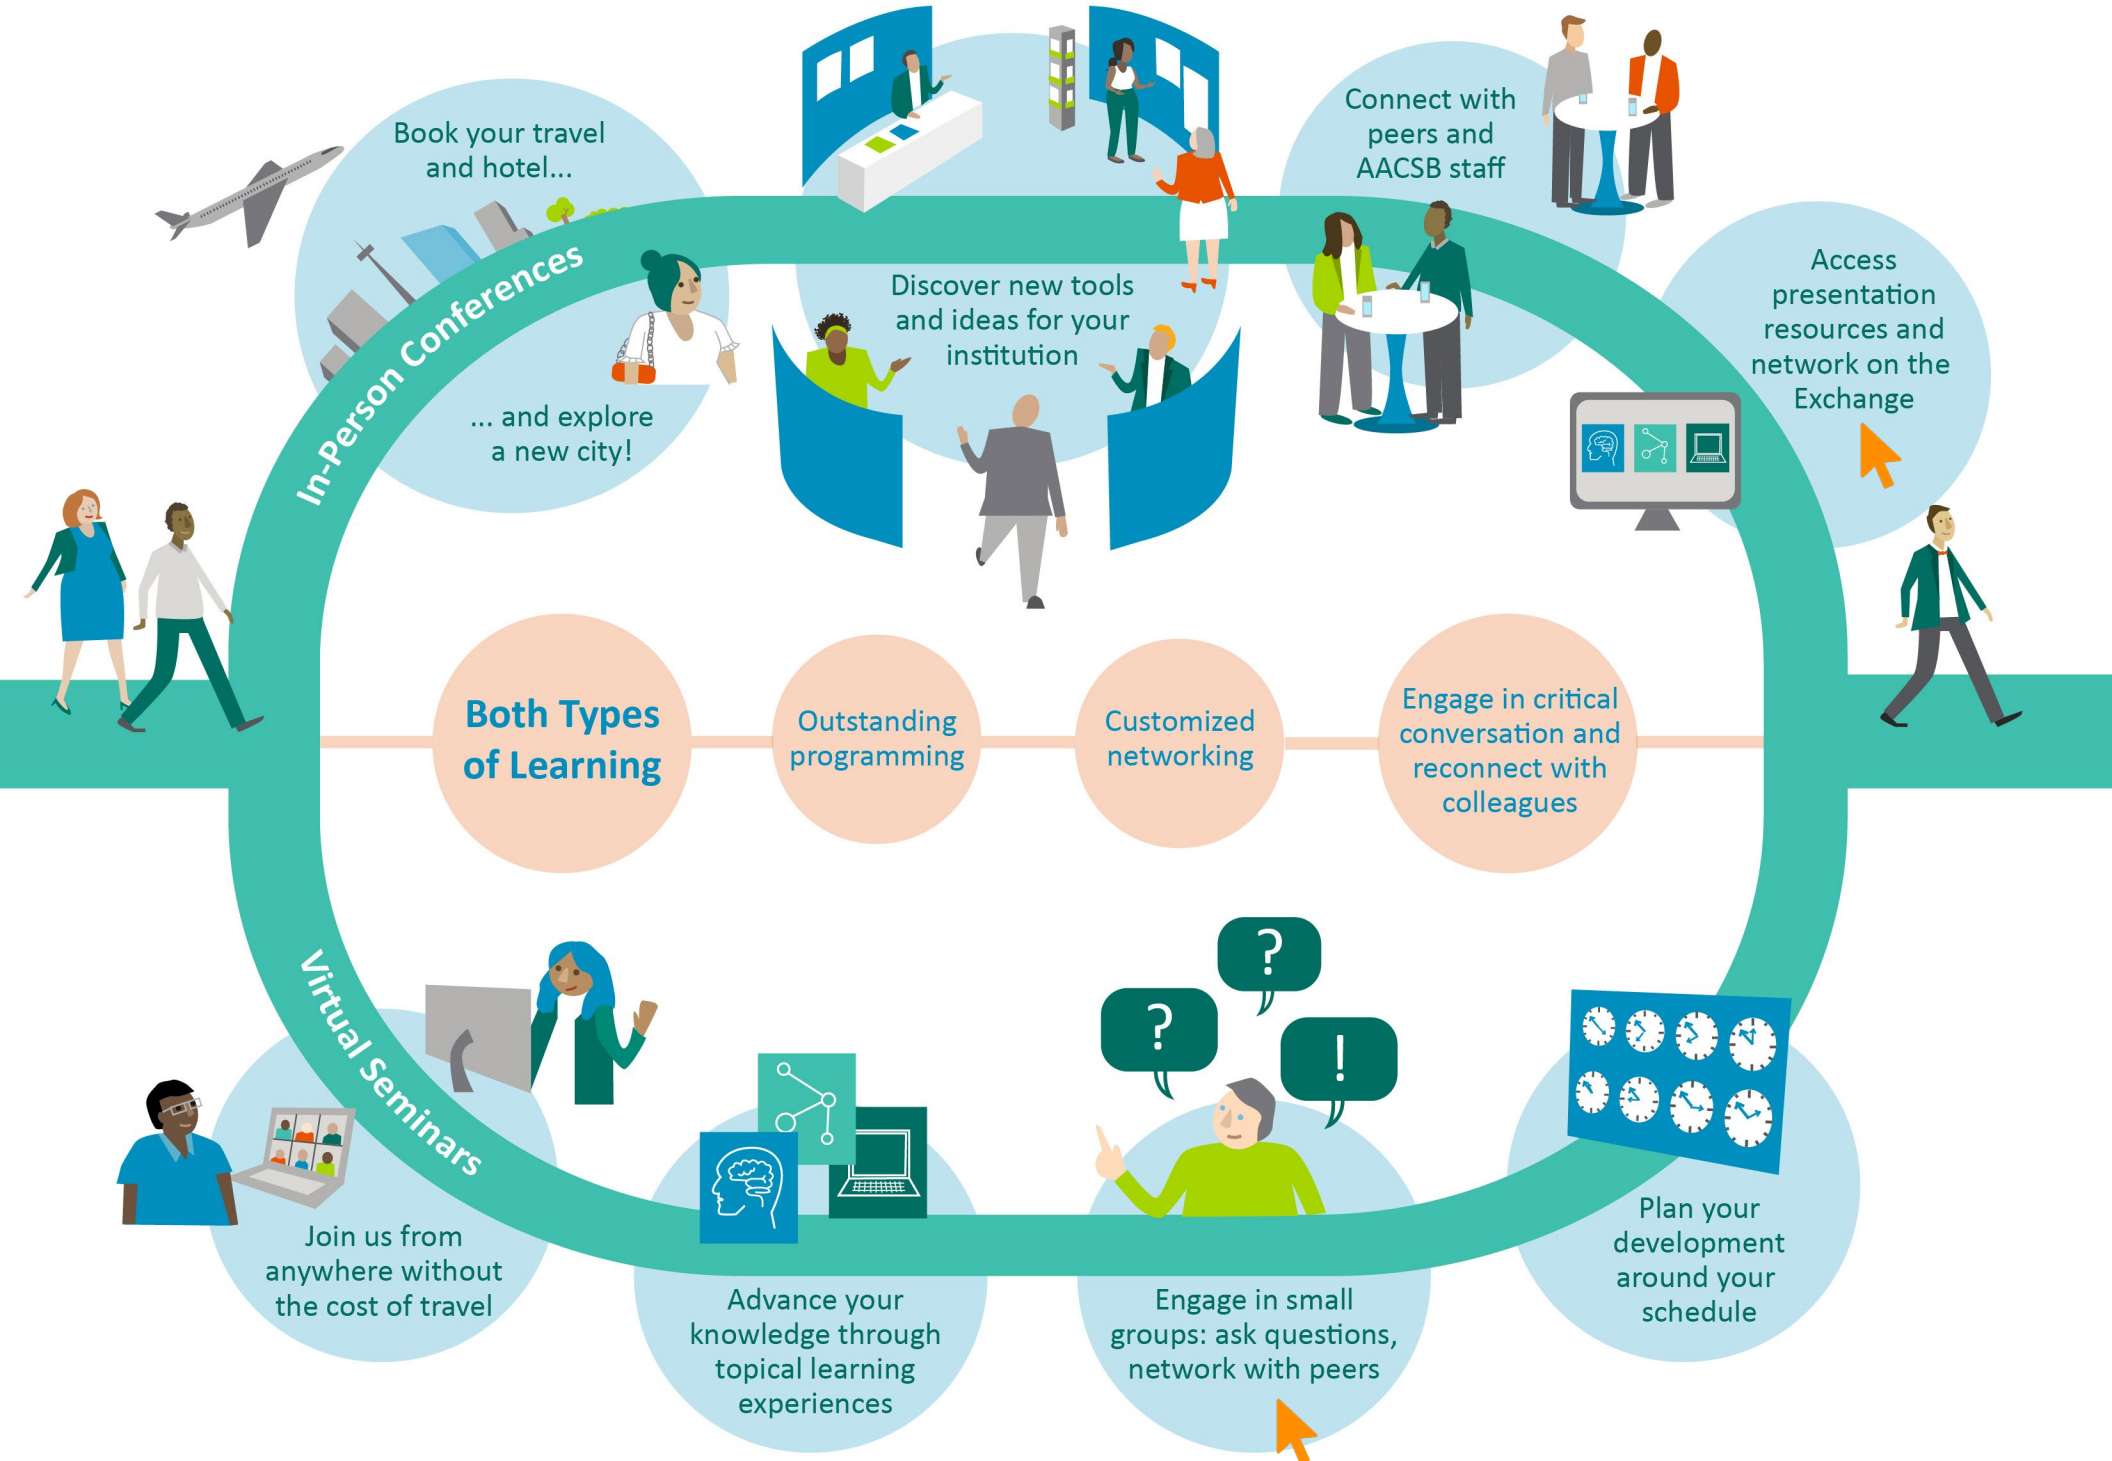 Book your travel
and hotel...
... and explore
a new city!
In-Person Conferences
Discover new tools
and ideas for your
institution
Connect with
peers and
AACSB staff
Access
presentation
resources and
network on the
Exchange
Both Types
of Learning
Outstanding
programming
Customized
networking
Engage in critical
conversation and
reconnect with
colleagues
Virtual Seminars
Join us from
anywhere without
the cost of travel
Advance your
knowledge through
topical learning
experiences
?
?
!
Engage in small
groups: ask questions,
network with peers
Plan your
development
around your
schedule